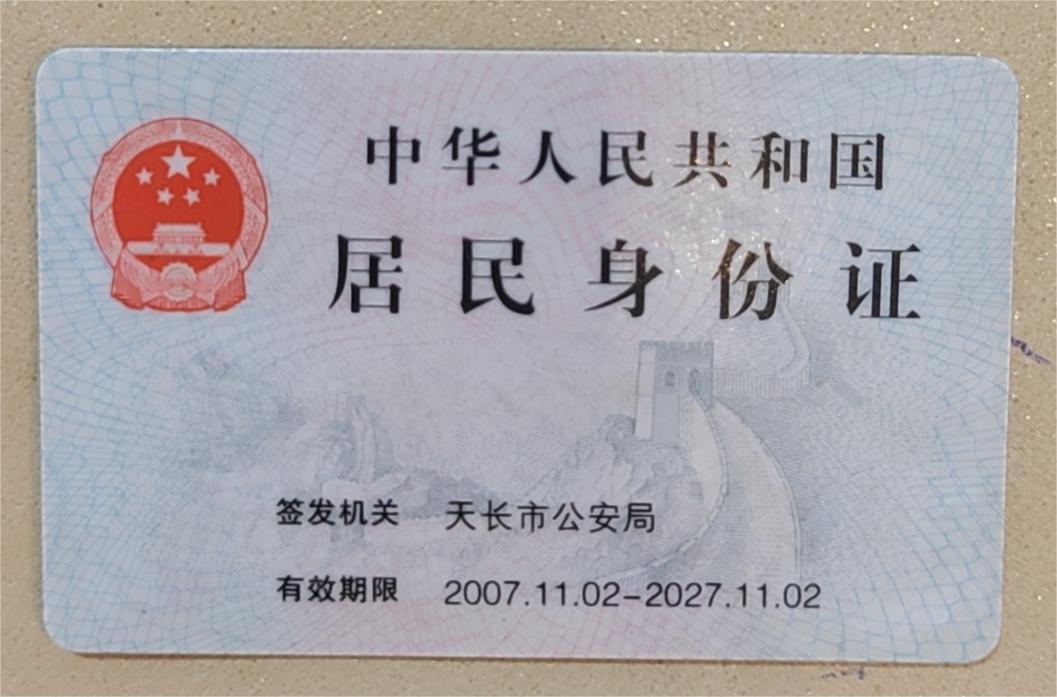 中华人民共和国
居民身份证
签发机关 天长市公安局
有效期限 2007.11.02-2027.11.02